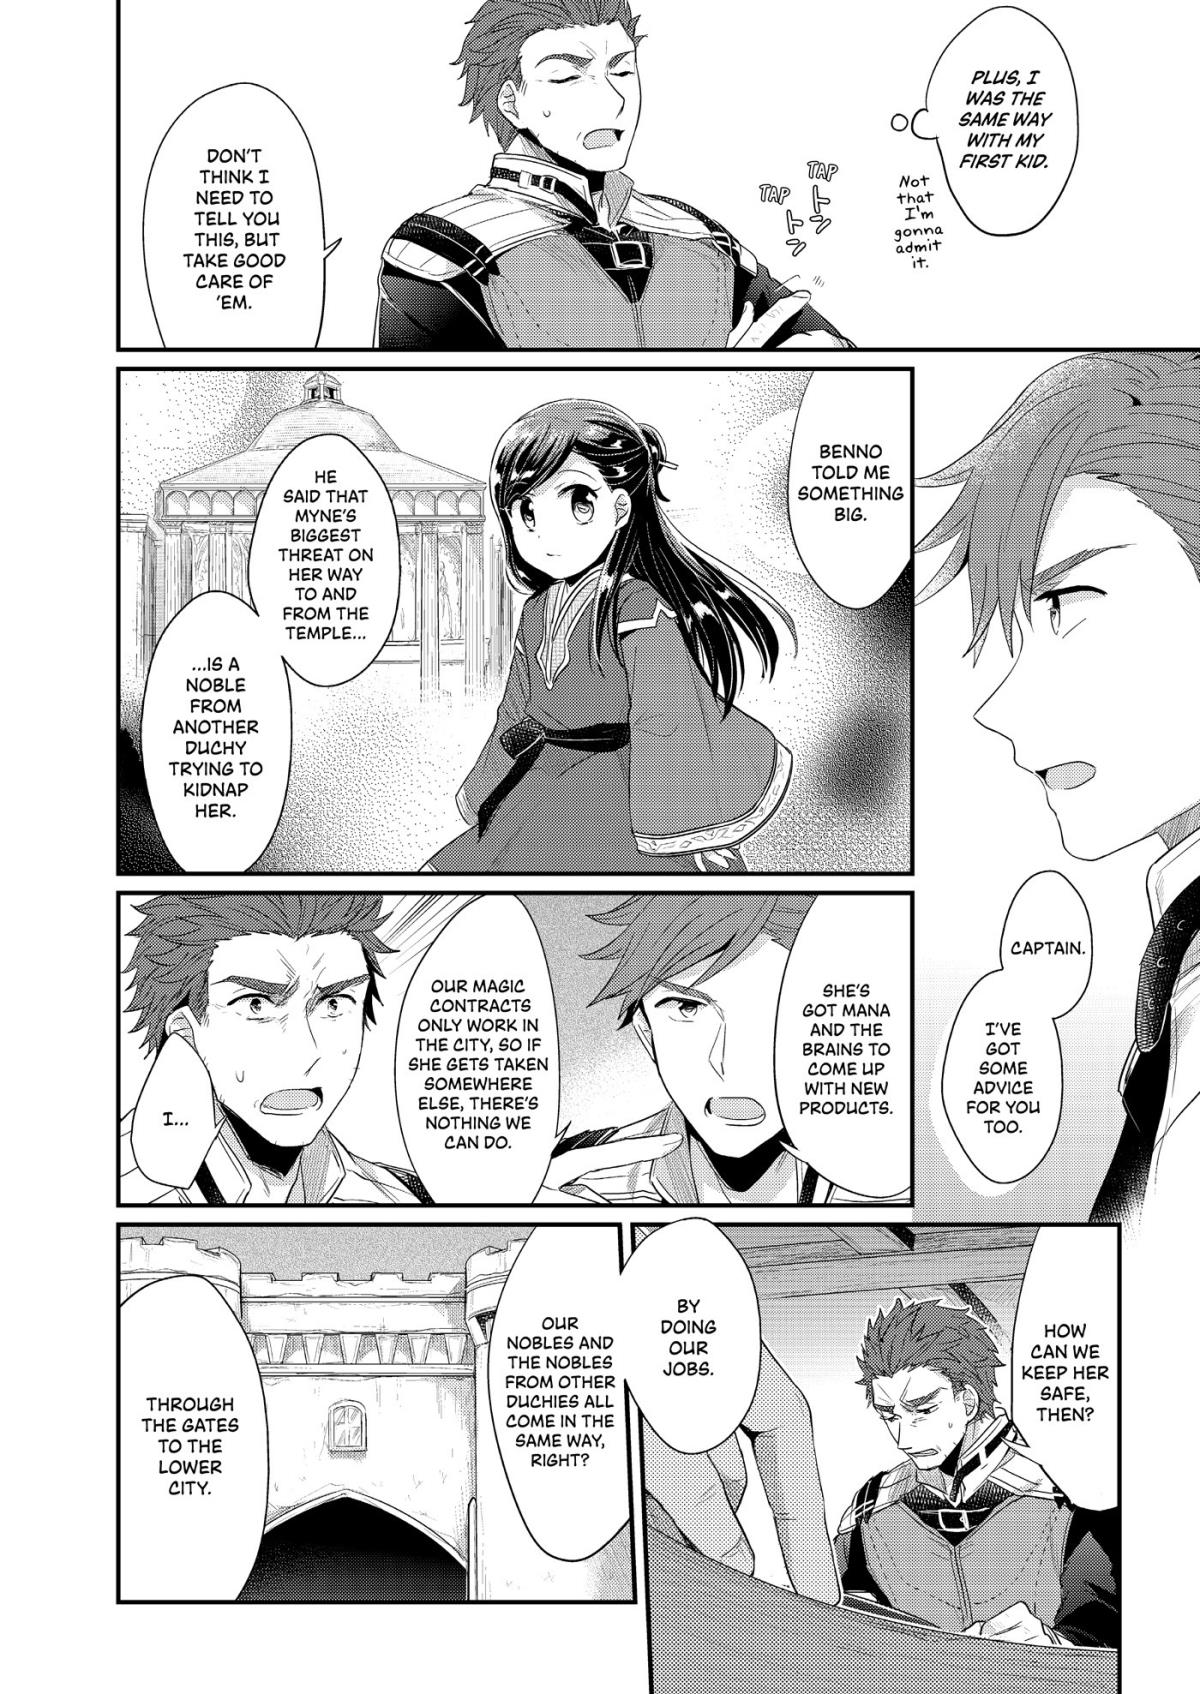 PLUS, I
WAS THE
SAME WAY
WITH MY
FIRST KID.
Not
that
I'm
gonna
admit
it.
TAP
トン
TAP
トン
DON'T
THINK I
NEED TO
TELL YOU
THIS, BUT
TAKE GOOD
CARE OF
'EM.
CAPTAIN.
I'VE
GOT
SOME
ADVICE
FOR YOU
TOO.
BENNO
TOLD ME
SOMETHING
BIG.
HE
SAID THAT
MYNE'S
BIGGEST
THREAT ON
HER WAY
TO AND
FROM THE
TEMPLE...
...IS A
NOBLE
FROM
ANOTHER
DUCHY
TRYING TO
KIDNAP
HER.
SHE'S
GOT MANA
AND THE
BRAINS TO
COME UP
WITH NEW
PRODUCTS.
OUR MAGIC
CONTRACTS
ONLY WORK IN
THE CITY, SO IF
SHE GETS TAKEN
SOMEWHERE
ELSE, THERE'S
NOTHING WE
CAN DO.
I...
HOW
CAN WE
KEEP HER
SAFE,
THEN?
BY
DOING
OUR
JOBS.
OUR
NOBLES AND
THE NOBLES
FROM OTHER
DUCHIES ALL
COME IN THE
SAME WAY,
RIGHT?
THROUGH
THE GATES
TO THE
LOWER
CITY.